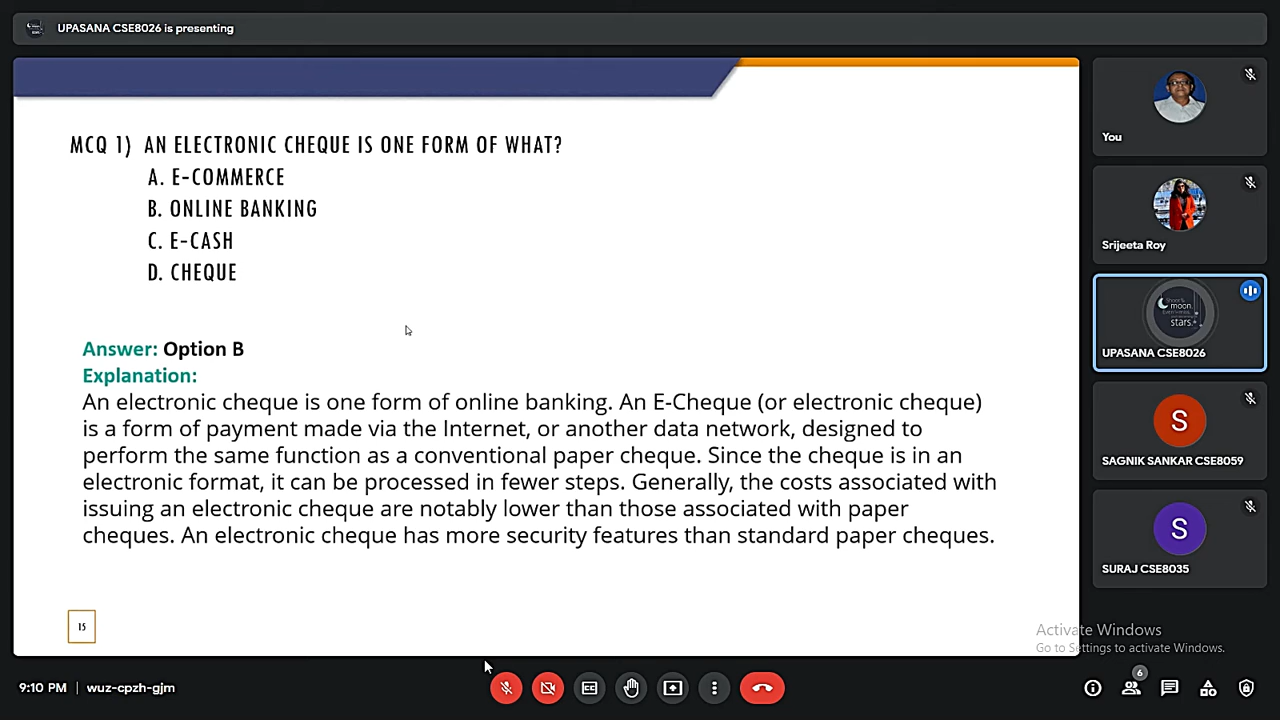 UPASANA CSE8026 is presenting
MCQ 1) AN ELECTRONIC CHEQUE IS ONE FORM OF WHAT?
A. E-COMMERCE
B. ONLINE BANKING
C. E-CASH
D. CHEQUE
Answer: Option B
Explanation:
An electronic cheque is one form of online banking. An E-Cheque (or electronic cheque)
is a form of payment made via the Internet, or another data network, designed to
perform the same function as a conventional paper cheque. Since the cheque is in an
electronic format, it can be processed in fewer steps. Generally, the costs associated with
issuing an electronic cheque are notably lower than those associated with paper
cheques. An electronic cheque has more security features than standard paper cheques.
15
You
Srijeeta Roy
moon.
stars.
UPASANA CSE8026
S
SAGNIK SANKAR CSE8059
S
SURAJ CSE8035
Activate Windows
Go to Settings to activate Windows.
9:10 PM | wuz-cpzh-gjm
6